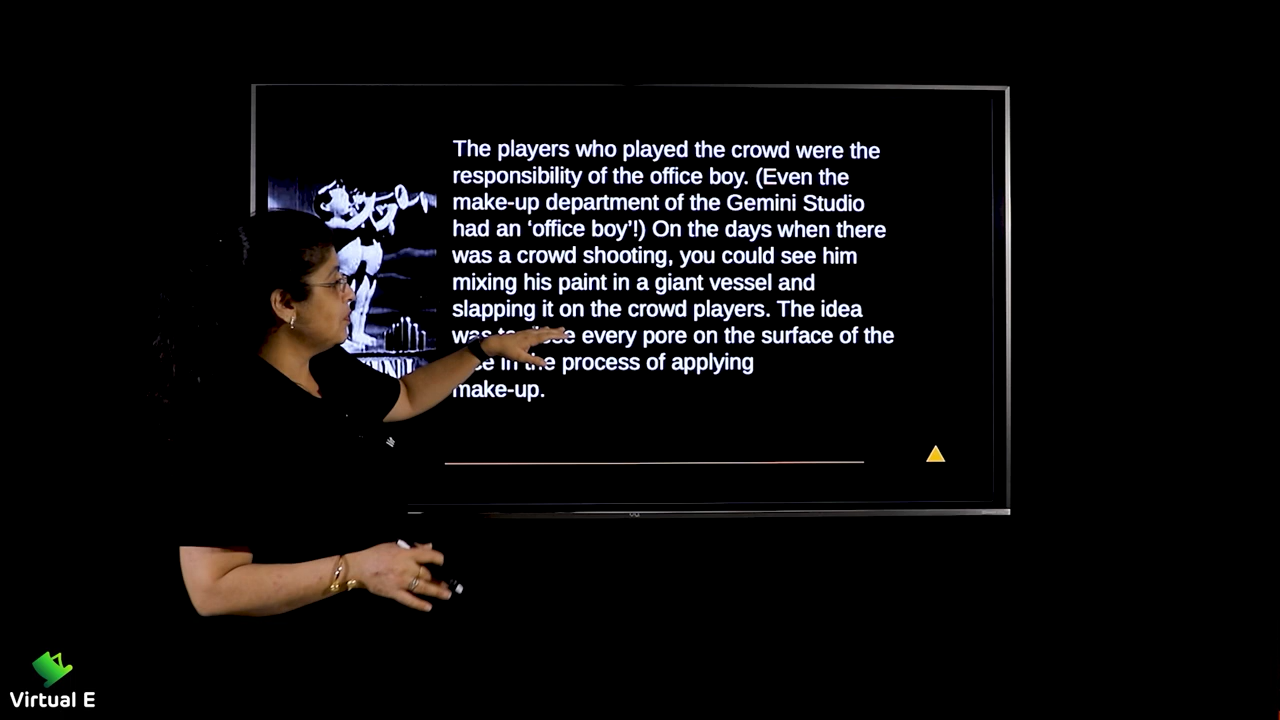 The players who played the crowd were the
responsibility of the office boy. (Even the
make-up department of the Gemini Studio
had an ‘office boy’!) On the days when there
was a crowd shooting, you could see him
mixing his paint in a giant vessel and
slapping it on the crowd players. The idea
was to close every pore on the surface of the
in the process of applying
make-up.
Virtual E